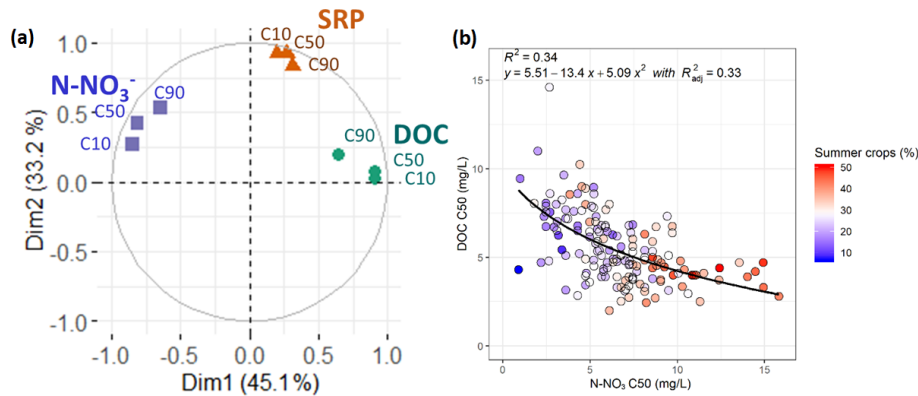 (a)
SRP
C10
C50
C90
N-NO3-
C90
C50
C10
DOC
C90
C50
C10
1.0
0.5
0.0
-0.5
-1.0
Dim2 (33.2 %)
-1.0 -0.5 0.0 0.5 1.0
Dim1 (45.1%)
(b)
R² = 0.34
y = 5.51 − 13.4 x + 5.09 x² with R²adj = 0.33
15
10
5
0
DOC C50 (mg/L)
0 5 10 15
N-NO3 C50 (mg/L)
Summer crops (%)
50
40
30
20
10